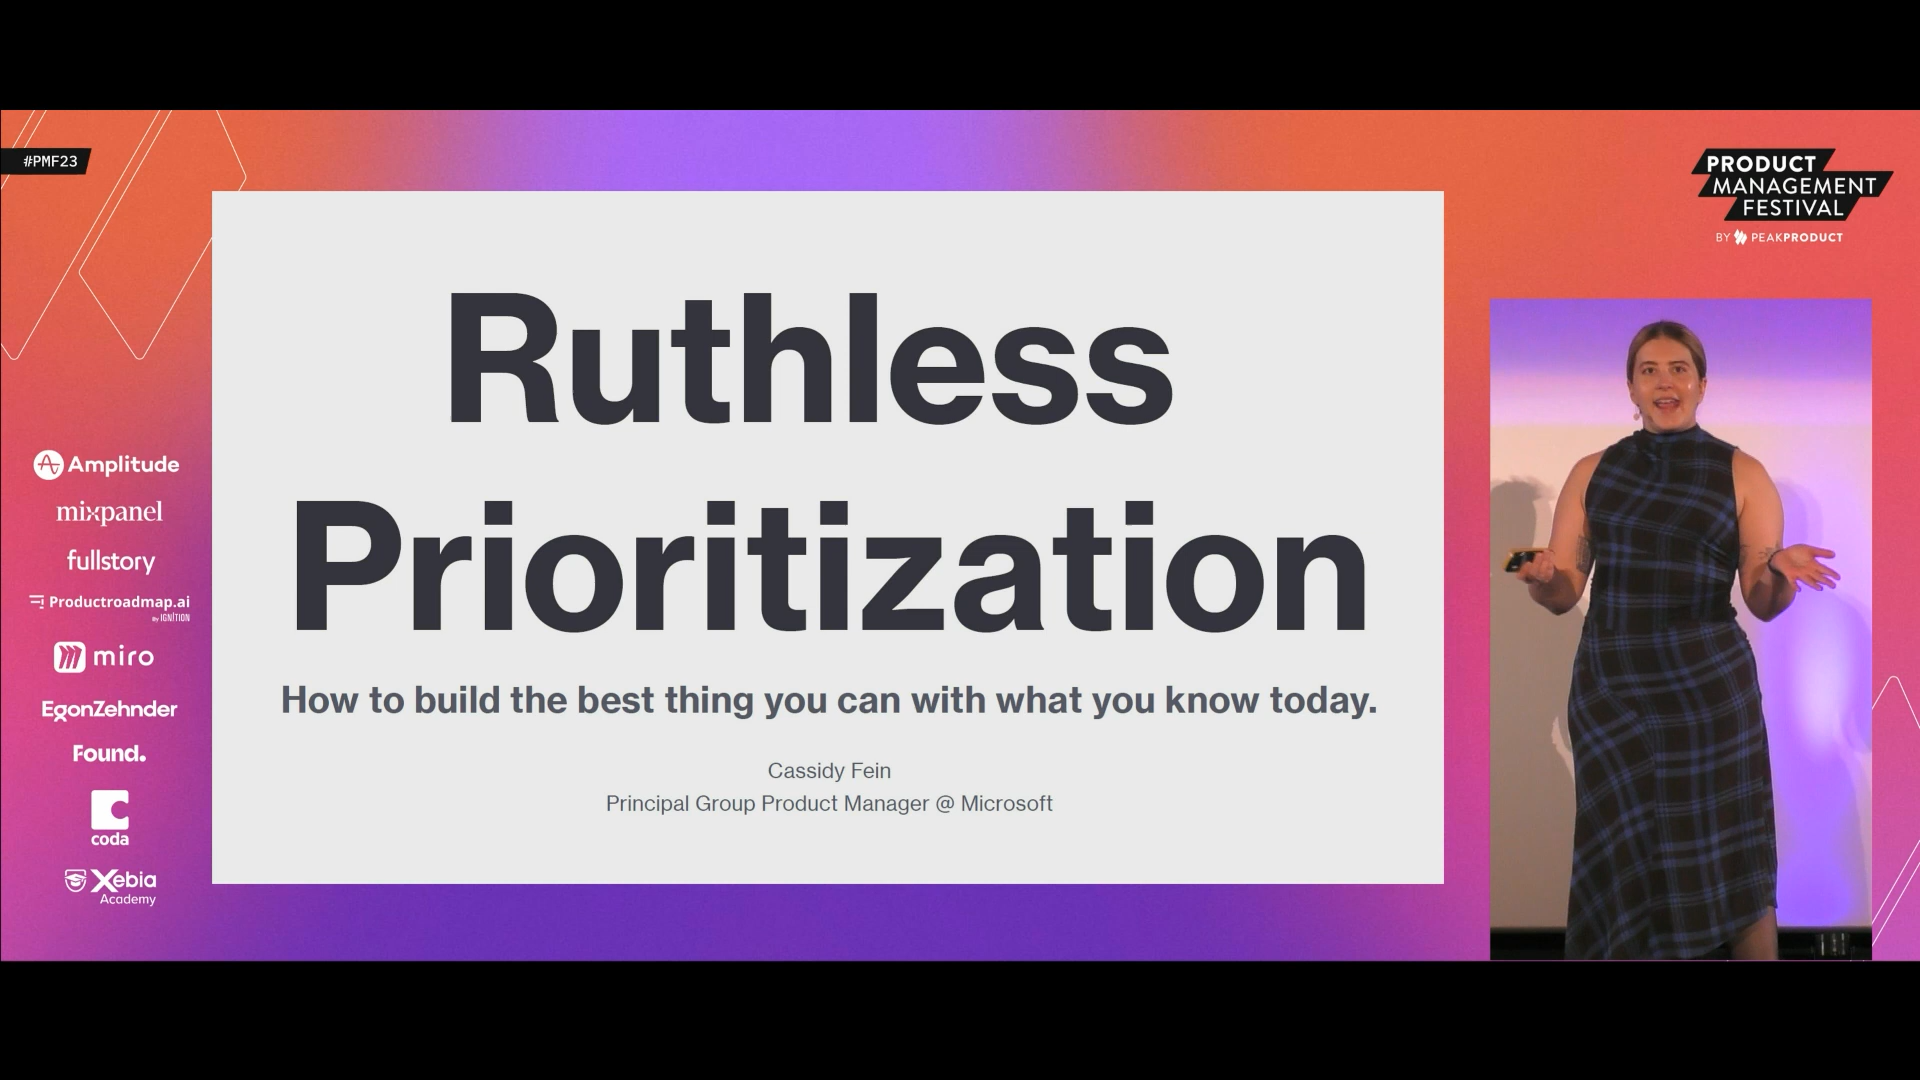 #PMF23
PRODUCT
MANAGEMENT
FESTIVAL
BY PEAKPRODUCT
Ruthless
Prioritization
How to build the best thing you can with what you know today.
Cassidy Fein
Principal Group Product Manager @ Microsoft
Amplitude
mixpanel
fullstory
Productroadmap.ai
By IGNITION
miro
EgonZehnder
Found.
coda
Xebia
Academy